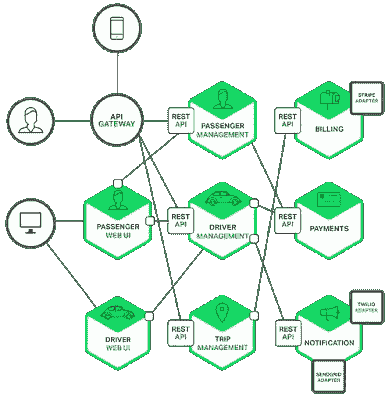 API
GATEWAY
REST
API
PASSENGER
MANAGEMENT
REST
API
BILLING
STRIPE
ADAPTER
PASSENGER
WEB UI
REST
API
DRIVER
MANAGEMENT
REST
API
PAYMENTS
DRIVER
WEB UI
REST
API
TRIP
MANAGEMENT
REST
API
NOTIFICATION
TWILIO
ADAPTER
SENDGRID
ADAPTER